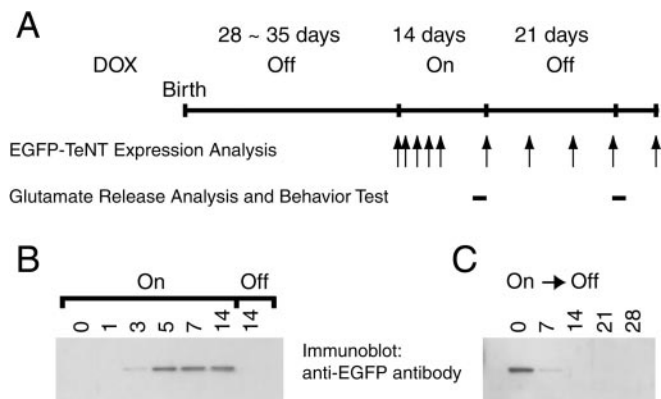 A
28 ~ 35 days 14 days 21 days
DOX Off On Off
Birth
EGFP-TeNT Expression Analysis
Glutamate Release Analysis and Behavior Test
B
On Off
0 1 3 5 7 14 14
Immunoblot:
anti-EGFP antibody
C
On → Off
0 7 14 21 28